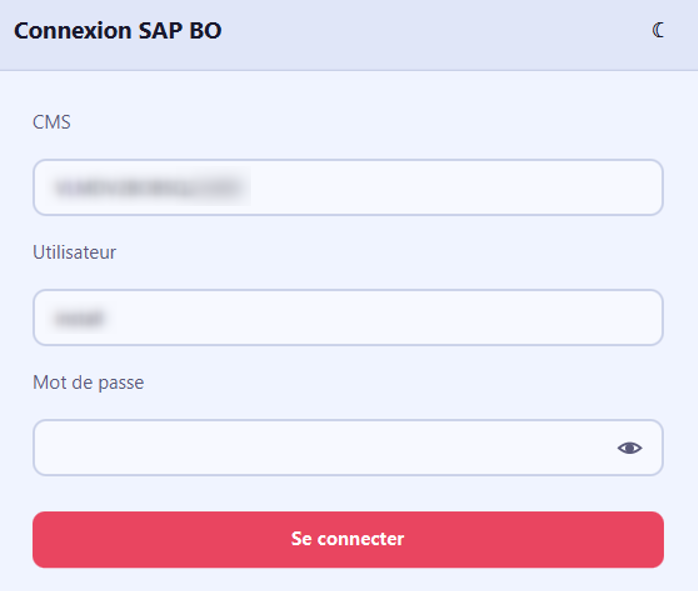 Connexion SAP BO
CMS
Utilisateur
Mot de passe
Se connecter